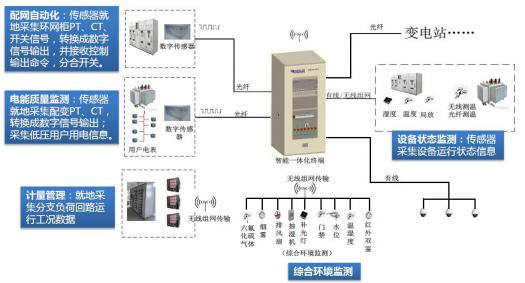 配网自动化：传感器就
地采集环网柜PT、CT、
开关信号，转换成数字
信号输出，并接收控制
输出命令，分合开关。
数字传感器
光纤
光纤
变电站……
电能质量监测：传感器
就地采集配变PT，CT，
转换成数字信号输出；
采集低压用户用电信息。
数字传感
器
用户电表
光纤
智能一体化终端
有线/无线组网
湿度
温度
局放
无线测温
光纤测温
设备状态监测：传感器
采集设备运行状态信息
计量管理：就地采
集分支负荷回路运
行工况数据
无线组网传输
无线组网传输
有线
六氟硫气体
烟雾
排风扇
抽湿机
补光灯
门禁
水位
温湿度
红外双鉴
（综合环境监测）
综合环境监测